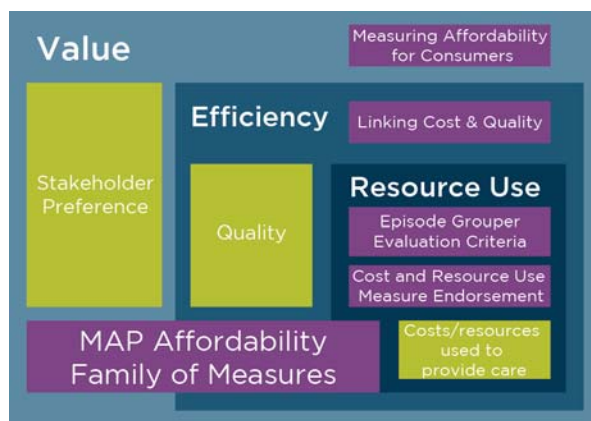 Value
Measuring Affordability
for Consumers
Efficiency
Linking Cost & Quality
Stakeholder
Preference
Quality
Resource Use
Episode Grouper
Evaluation Criteria
Cost and Resource Use
Measure Endorsement
MAP Affordability
Family of Measures
Costs/resources
used to
provide care